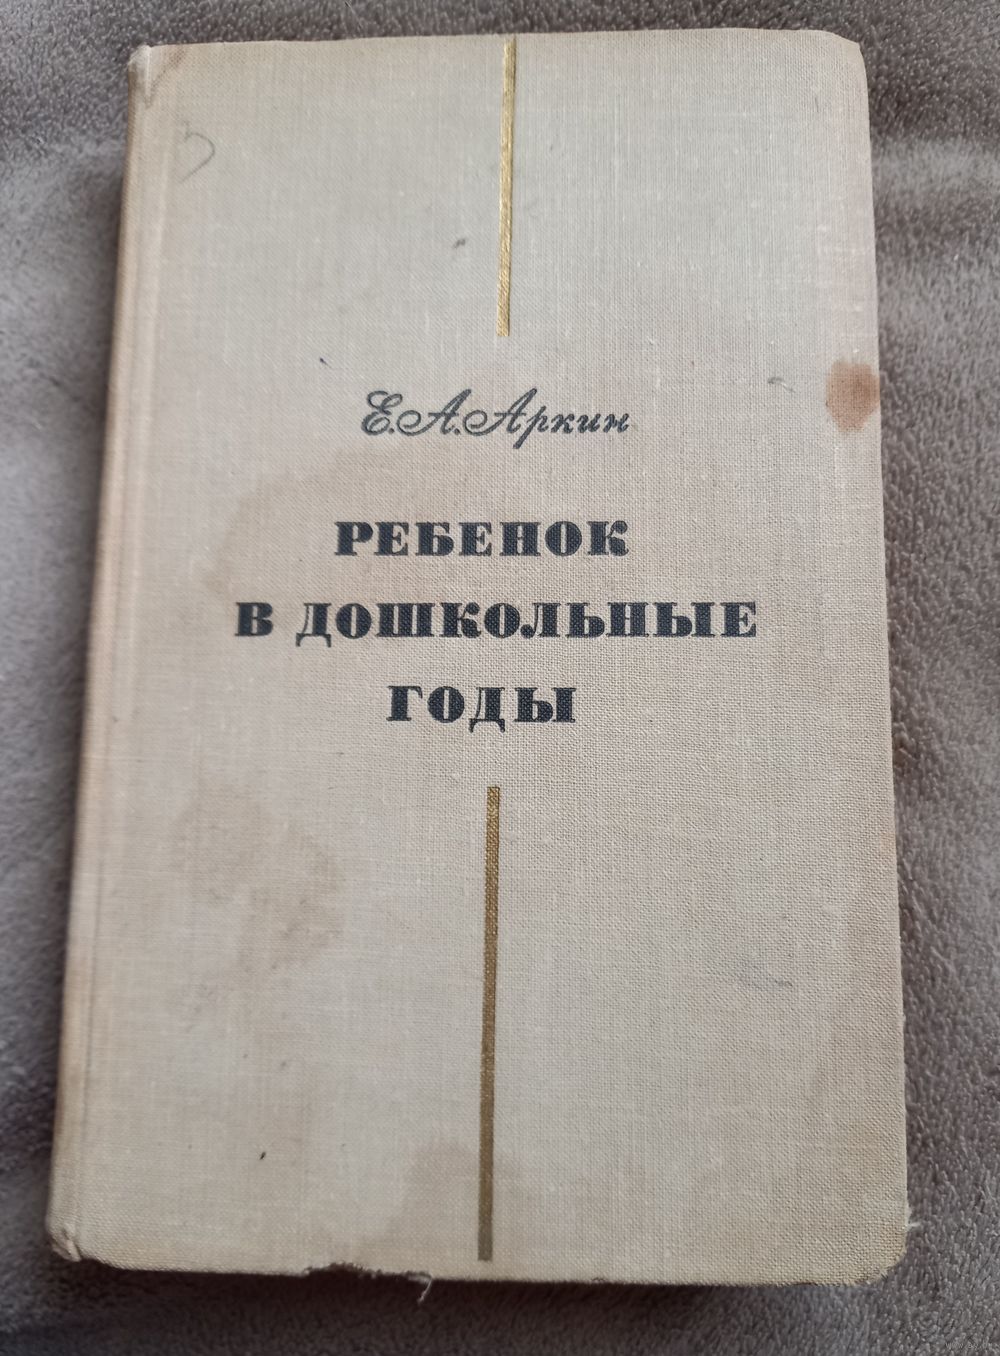 Е. А. Аркин
РЕБЕНОК
В ДОШКОЛЬНЫЕ
ГОДЫ